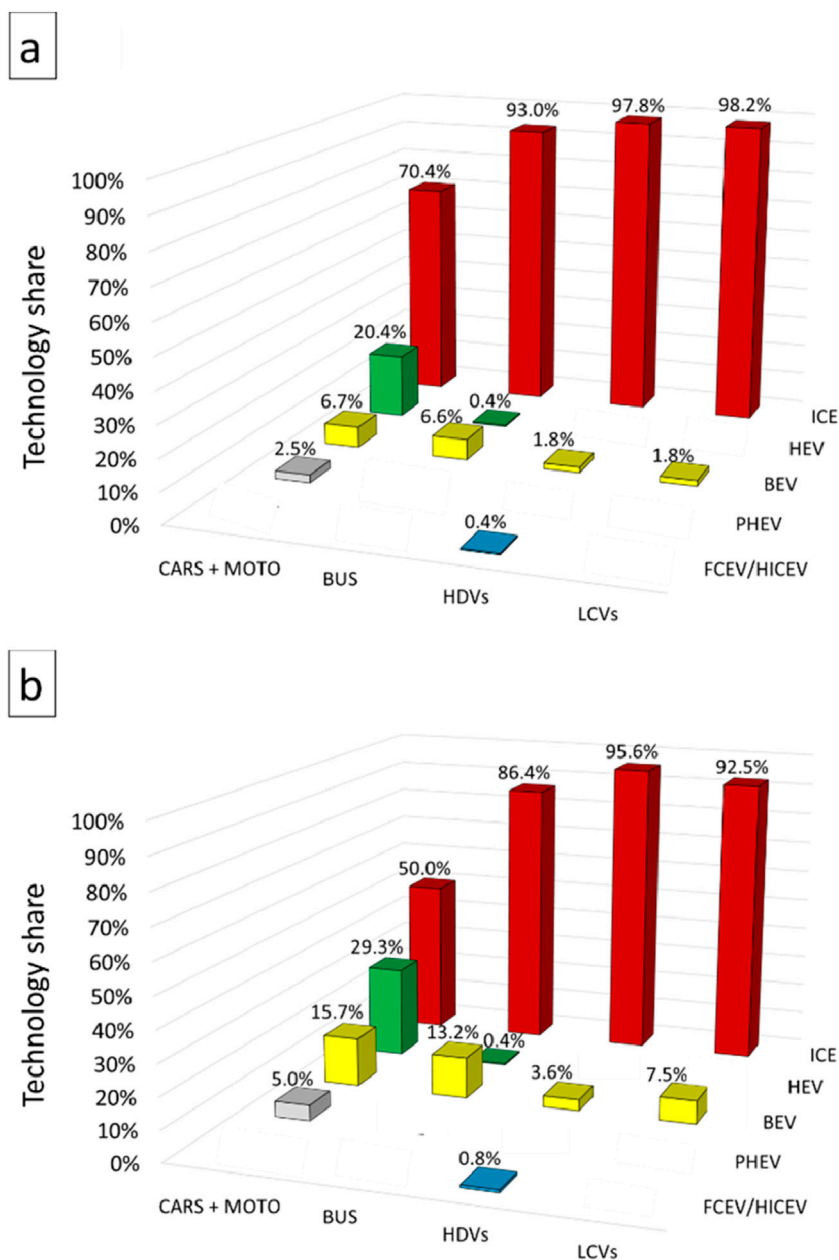 a
93.0%
97.8%
98.2%
70.4%
100%
90%
80%
70%
60%
50%
40%
30%
20%
10%
0%
Technology share
20.4%
6.7%
0.4%
6.6%
2.5%
1.8%
1.8%
0.4%
ICE
HEV
BEV
PHEV
FCEV/HICEV
CARS + MOTO
BUS
HDVs
LCVs
b
86.4%
95.6%
92.5%
50.0%
100%
90%
80%
70%
60%
50%
40%
30%
20%
10%
0%
Technology share
29.3%
15.7%
13.2%
0.4%
5.0%
3.6%
7.5%
0.8%
ICE
HEV
BEV
PHEV
FCEV/HICEV
CARS + MOTO
BUS
HDVs
LCVs